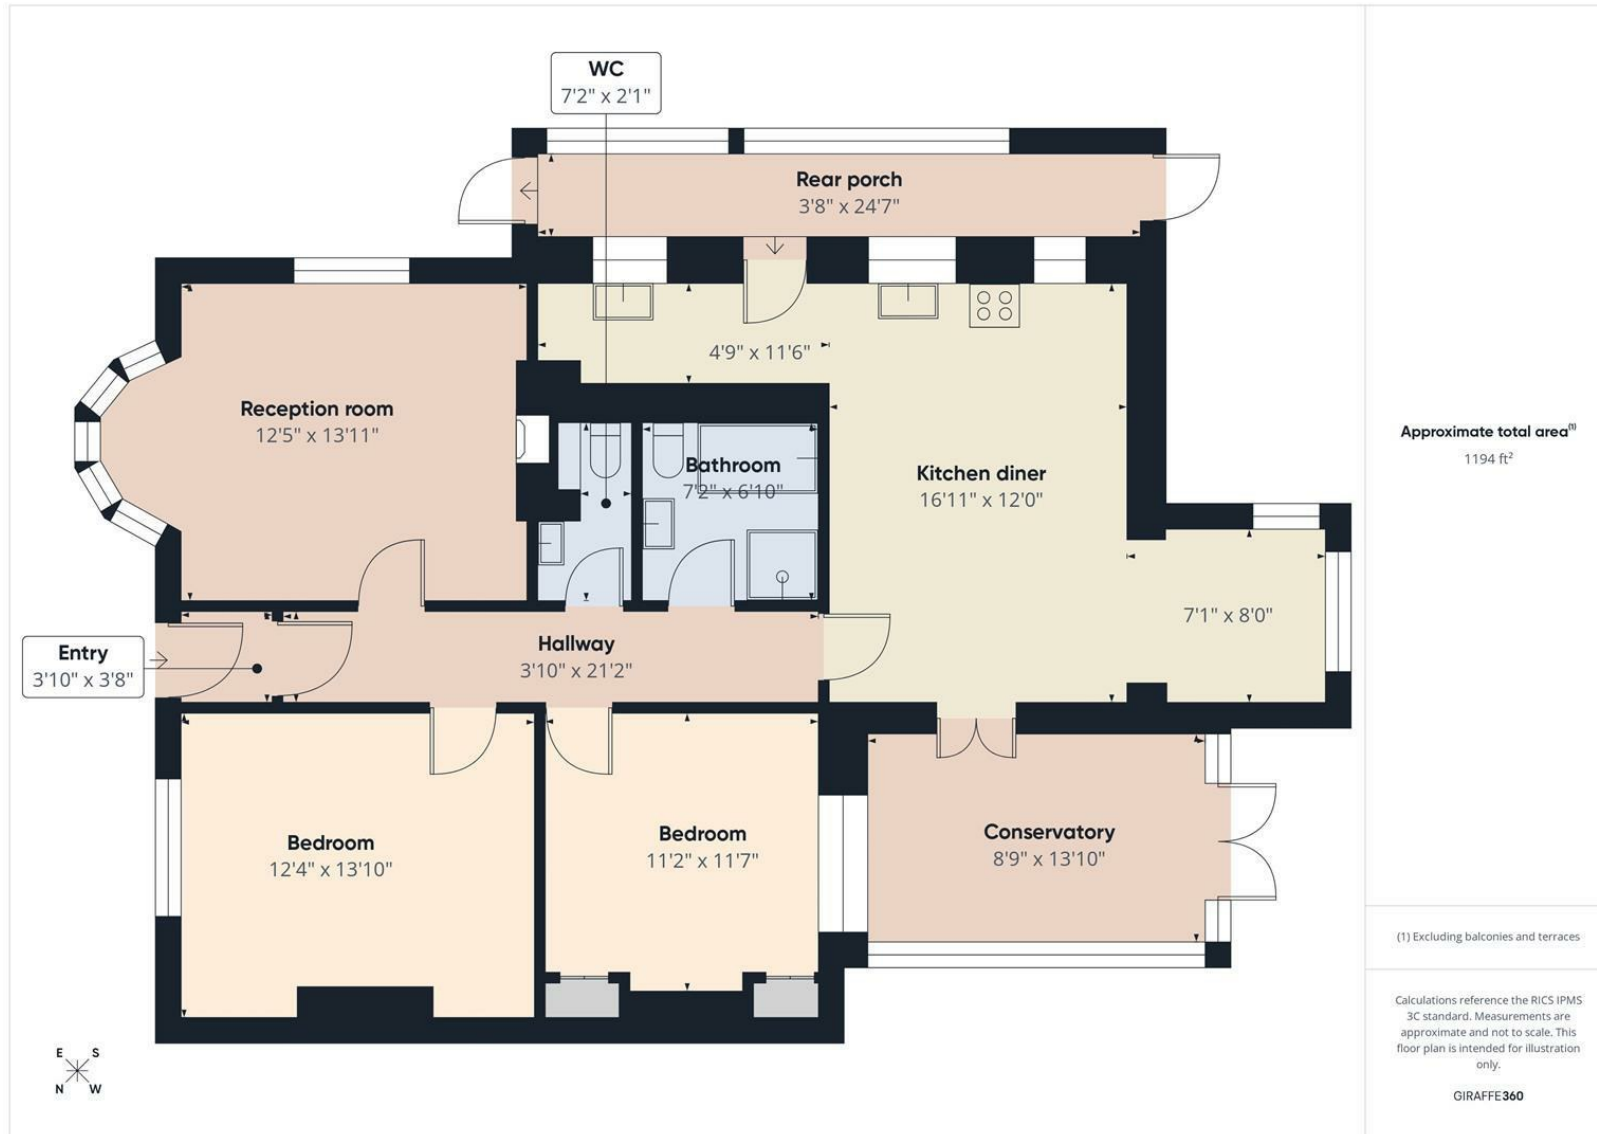 WC
7'2" x 2'1"
Rear porch
3'8" x 24'7"
4'9" x 11'6"
Reception room
12'5" x 13'11"
Bathroom
7'2" x 6'10"
Kitchen diner
16'11" x 12'0"
7'1" x 8'0"
Entry
3'10" x 3'8"
Hallway
3'10" x 21'2"
Bedroom
12'4" x 13'10"
Bedroom
11'2" x 11'7"
Conservatory
8'9" x 13'10"
E S
N W
Approximate total area(1)
1194 ft²
(1) Excluding balconies and terraces
Calculations reference the RICS IPMS
3C standard. Measurements are
approximate and not to scale. This
floor plan is intended for illustration
only.
GIRAFFE360